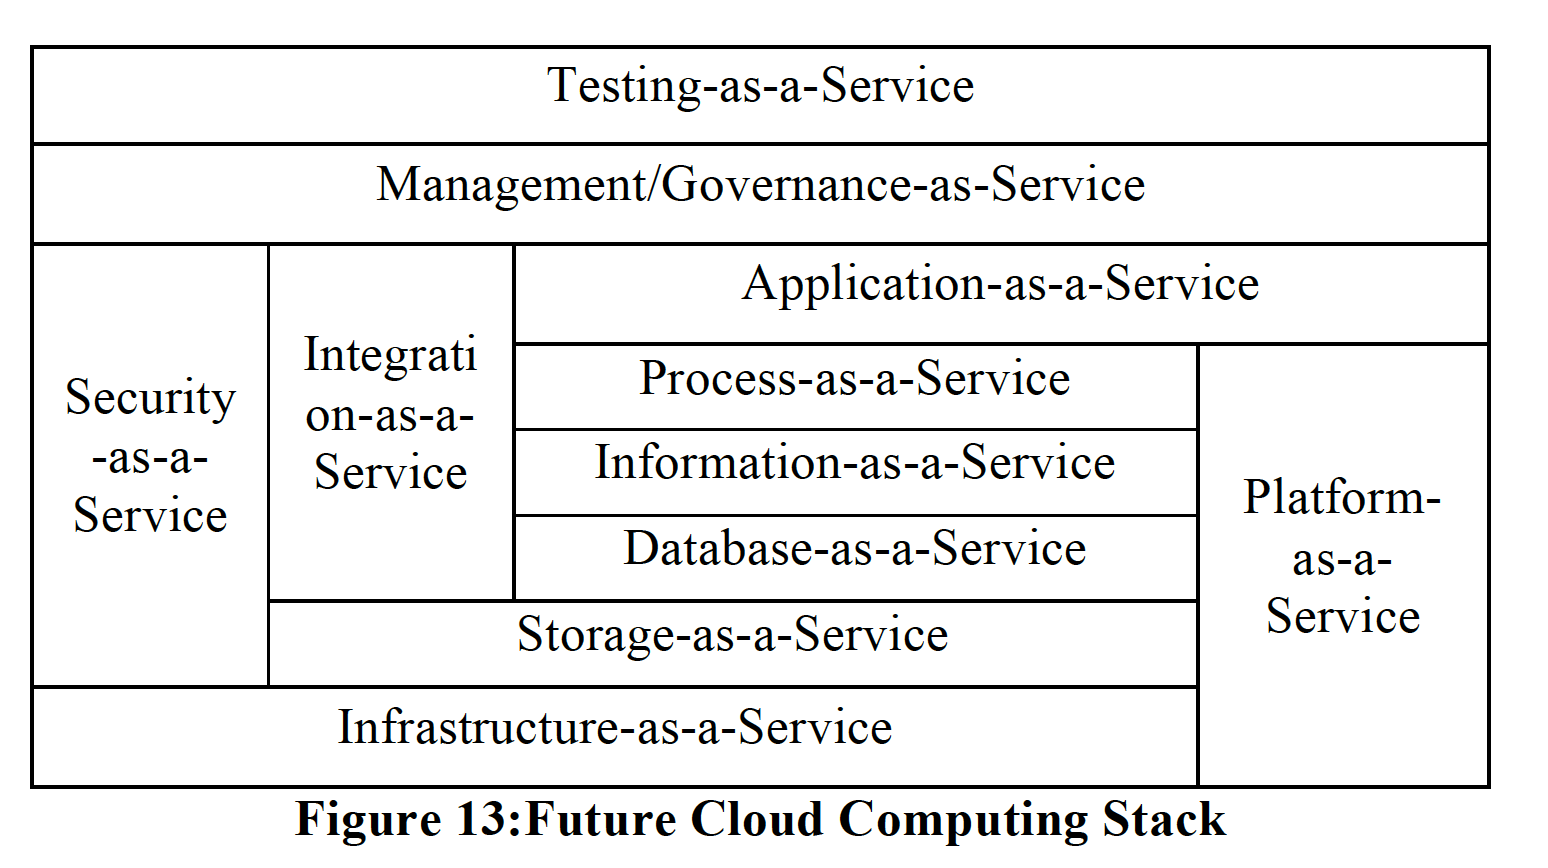 Testing-as-a-Service
Management/Governance-as-Service
Security
-as-a-
Service
Integrati
on-as-a-
Service
Application-as-a-Service
Process-as-a-Service
Information-as-a-Service
Database-as-a-Service
Platform-
as-a-
Service
Storage-as-a-Service
Infrastructure-as-a-Service
Figure 13:Future Cloud Computing Stack